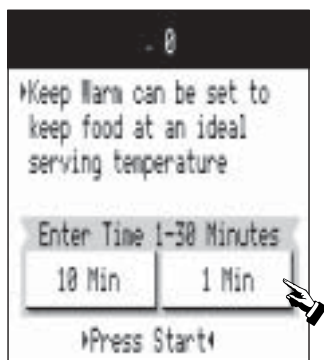 0
▸Keep Warm can be set to
keep food at an ideal
serving temperature
Enter Time 1-30 Minutes
10 Min 1 Min
▸Press Start◂